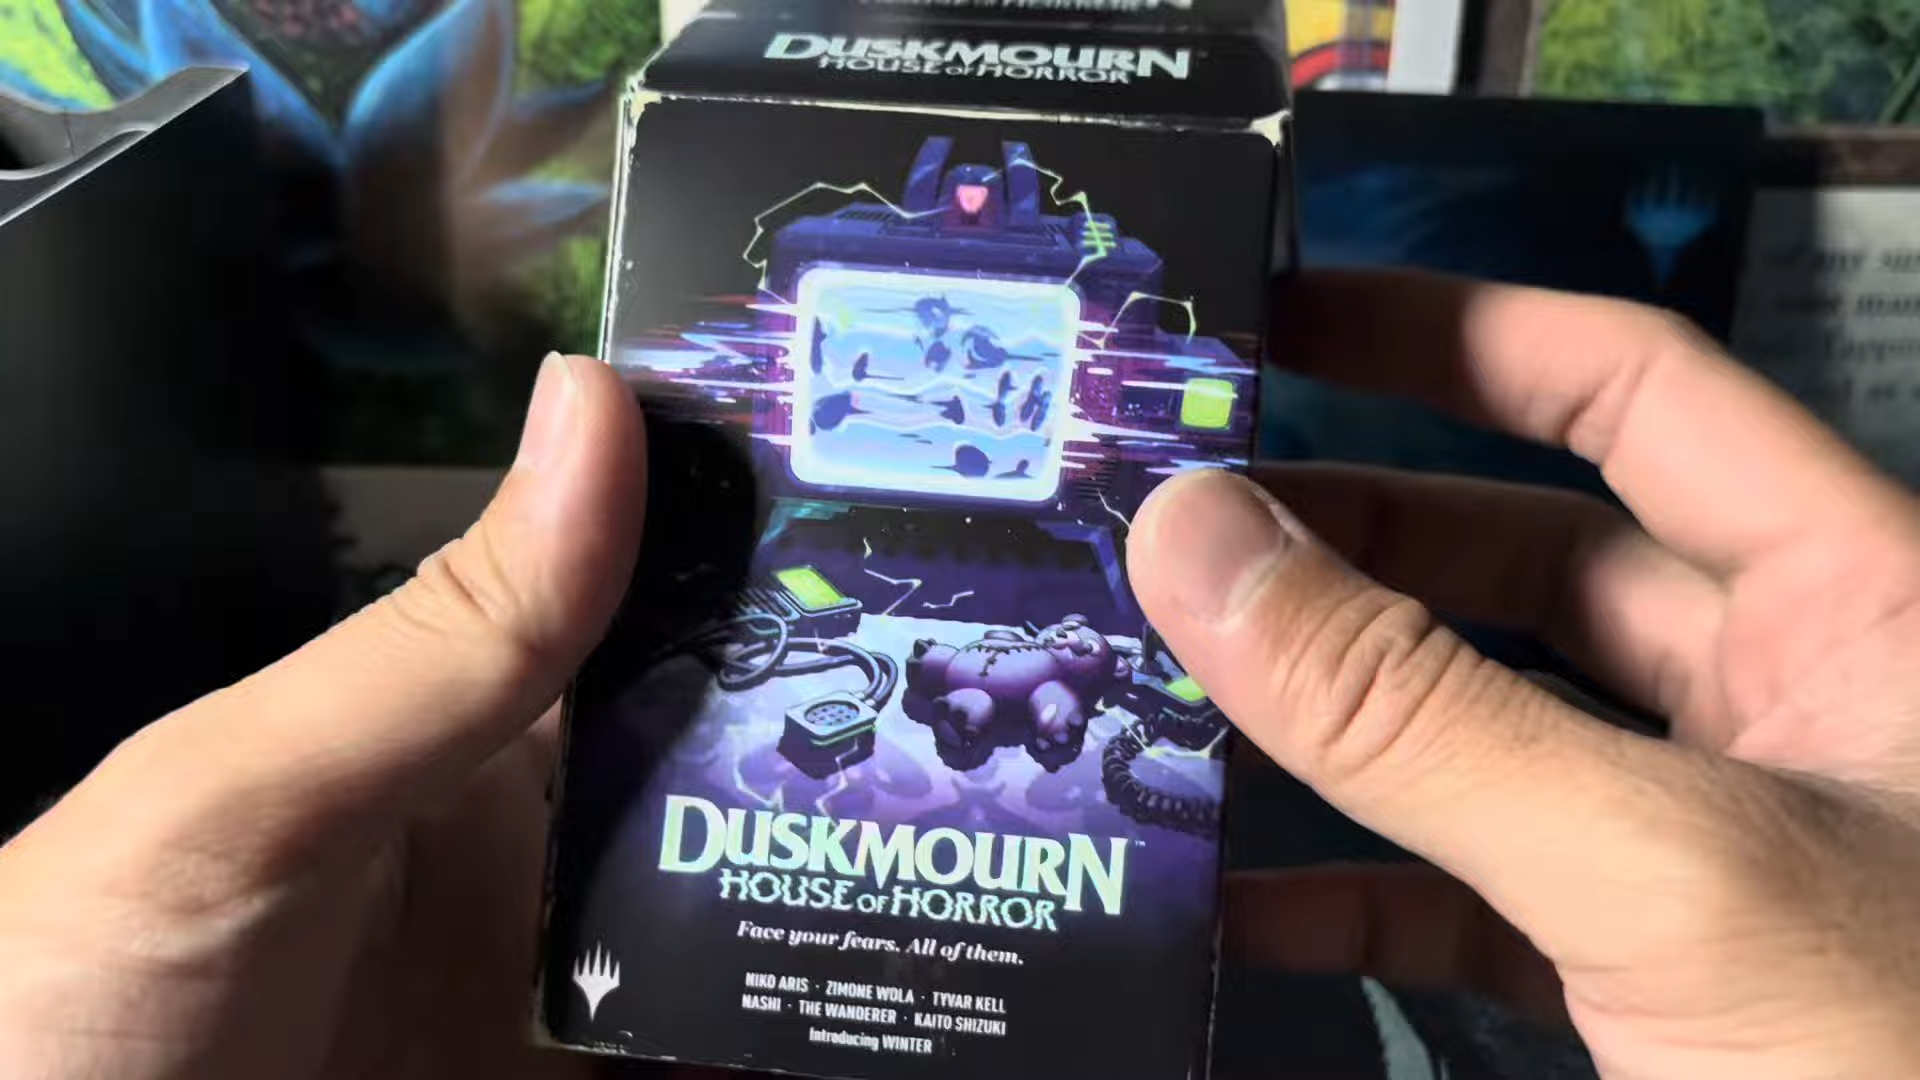 DUSKMOURN
HOUSE OF HORROR
DUSKMOURN™
HOUSE OF HORROR
Face your fears. All of them.
NIKO ARIS · ZIMONE WOLA · TYVAR KELL
NASHI · THE WANDERER · KAITO SHIZUKI
Introducing WINTER